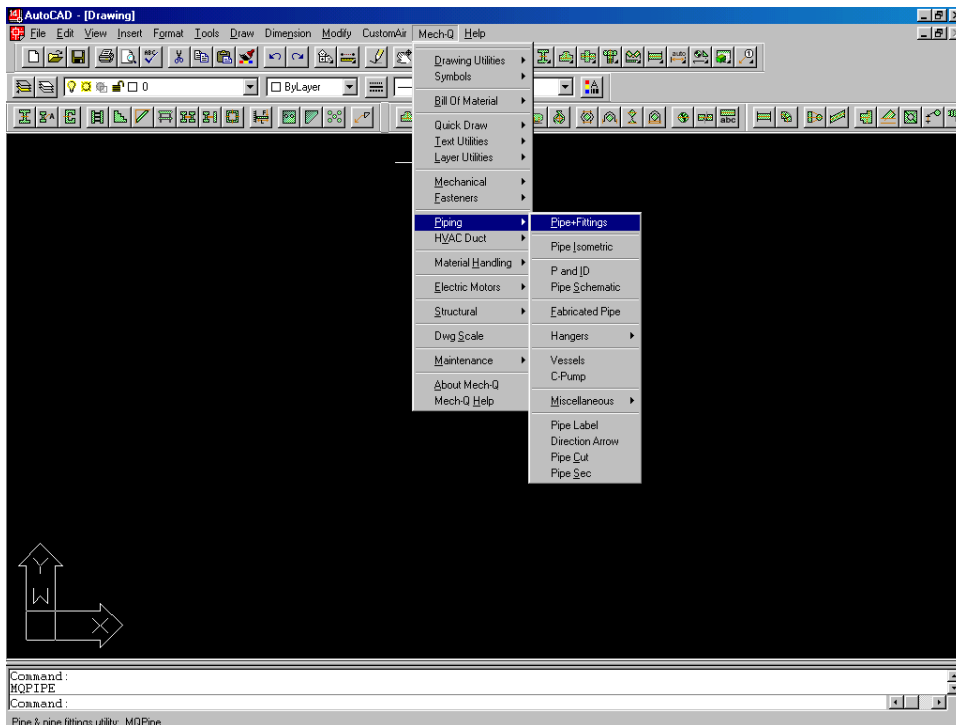 AutoCAD - [Drawing]
File Edit View Insert Format Tools Draw Dimension Modify CustomAir Mech-Q Help
0 ByLayer
abc
auto
Drawing Utilities
Symbols
Bill Of Material
Quick Draw
Text Utilities
Layer Utilities
Mechanical
Fasteners
Piping
HVAC Duct
Material Handling
Electric Motors
Structural
Dwg Scale
Maintenance
About Mech-Q
Mech-Q Help
Pipe+Fittings
Pipe Isometric
P and ID
Pipe Schematic
Fabricated Pipe
Hangers
Vessels
C-Pump
Miscellaneous
Pipe Label
Direction Arrow
Pipe Cut
Pipe Sec
Y
W
X
Command:
MQPIPE
Command:
Pipe & pipe fittings utility: MQPipe